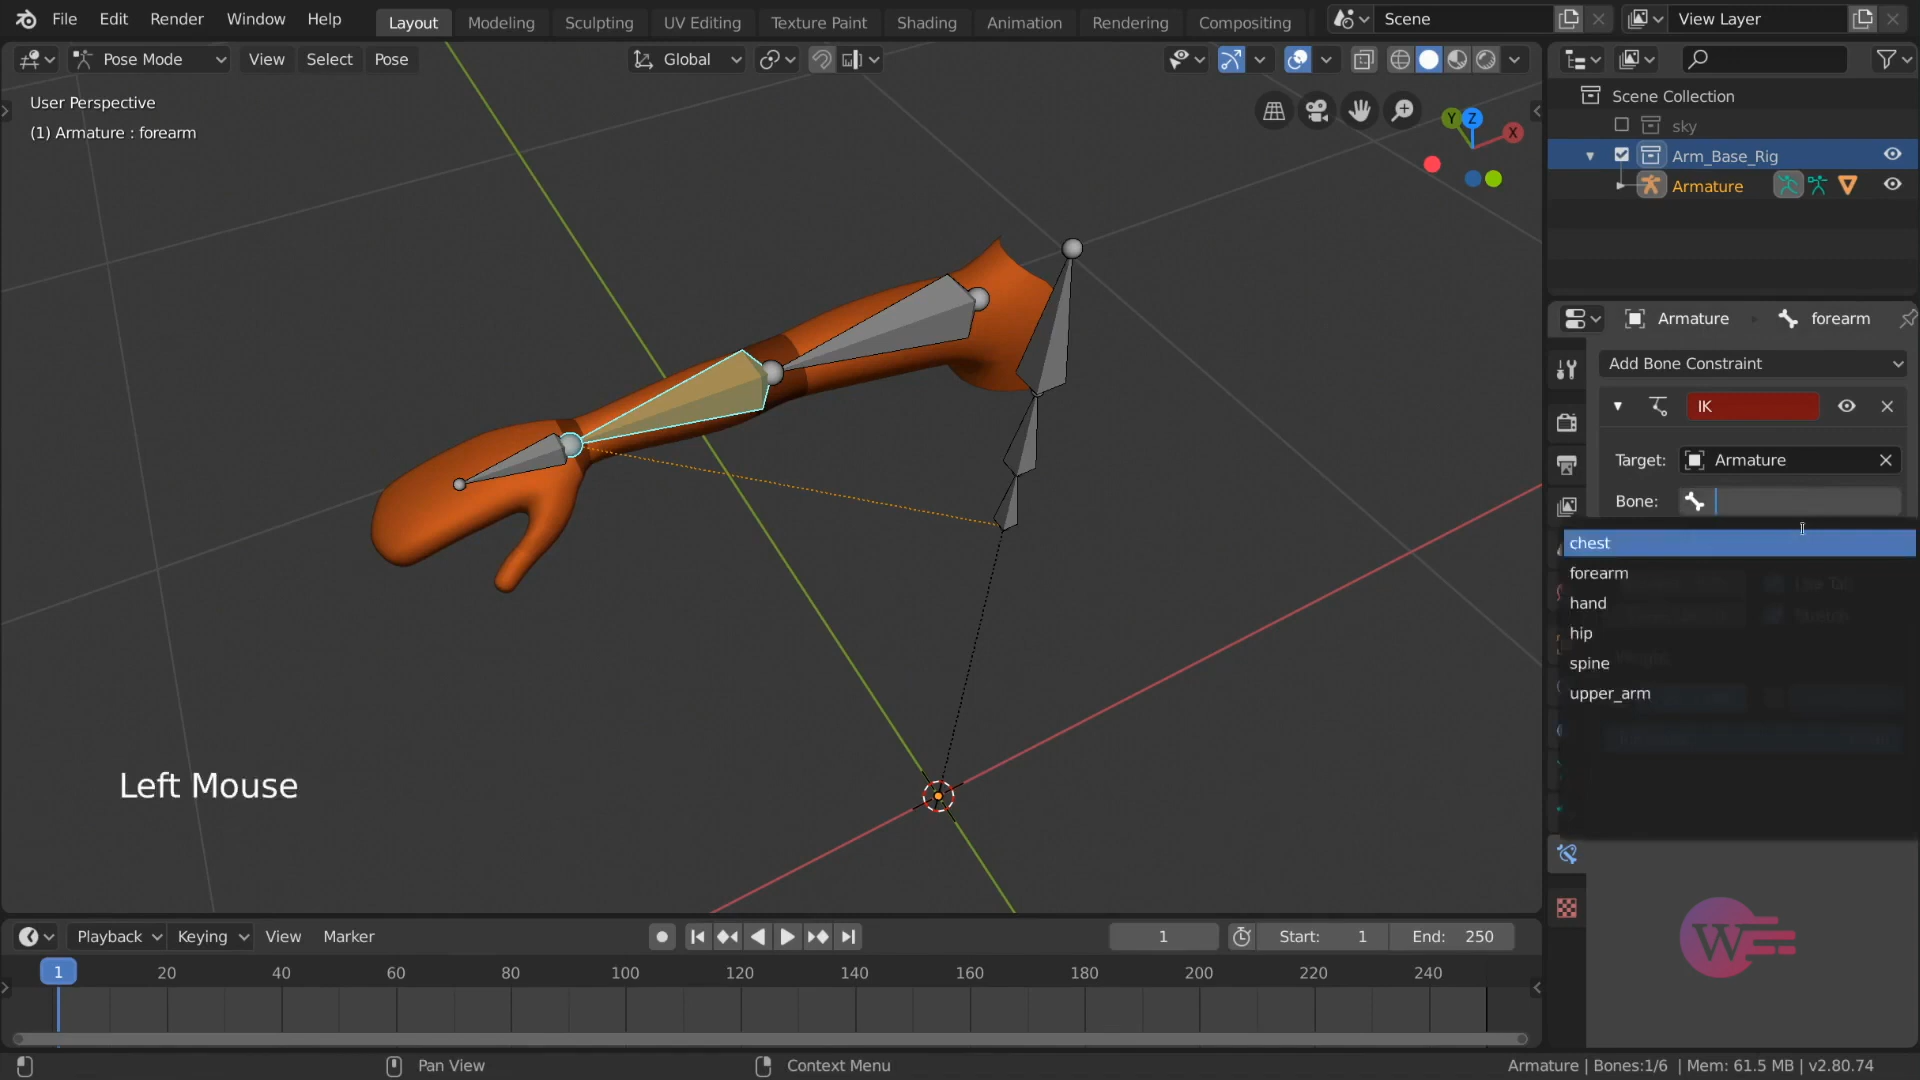 File Edit Render Window Help Layout Modeling Sculpting UV Editing Texture Paint Shading Animation Rendering Compositing Scene View Layer
Pose Mode View Select Pose Global
User Perspective
(1) Armature : forearm
Y Z X
Scene Collection
sky
Arm_Base_Rig
Armature
Armature forearm
Add Bone Constraint
IK
Target: Armature
Bone:
chest
forearm
hand
hip
spine
upper_arm
Left Mouse
Playback Keying View Marker 1 Start: 1 End: 250
1 20 40 60 80 100 120 140 160 180 200 220 240
W
Pan View Context Menu Armature | Bones:1/6 | Mem: 61.5 MB | v2.80.74